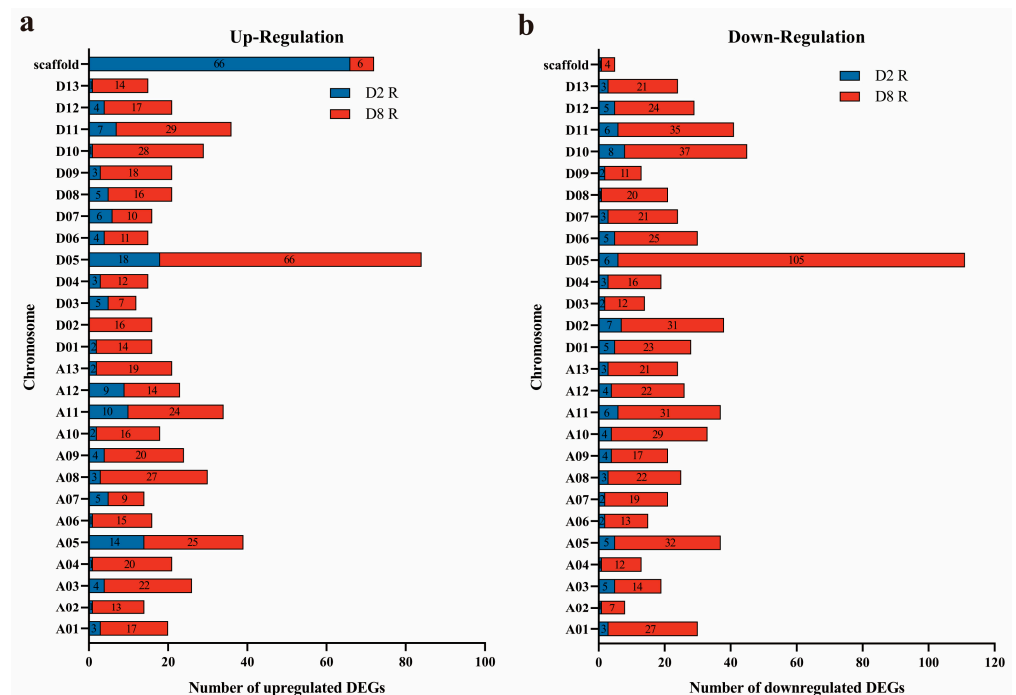 a
Up-Regulation
Chromosome
scaffold 66 6
D13 14
D12 4 17
D11 7 29
D10 28
D09 3 18
D08 5 16
D07 6 10
D06 4 11
D05 18 66
D04 3 12
D03 5 7
D02 16
D01 2 14
A13 2 19
A12 9 14
A11 10 24
A10 2 16
A09 4 20
A08 3 27
A07 5 9
A06 15
A05 14 25
A04 20
A03 4 22
A02 13
A01 3 17
D2 R
D8 R
0 20 40 60 80 100
Number of upregulated DEGs
b
Down-Regulation
Chromosome
scaffold 4
D13 3 21
D12 5 24
D11 6 35
D10 8 37
D09 2 11
D08 20
D07 3 21
D06 5 25
D05 6 105
D04 3 16
D03 2 12
D02 7 31
D01 5 23
A13 3 21
A12 4 22
A11 6 31
A10 4 29
A09 4 17
A08 3 22
A07 2 19
A06 2 13
A05 5 32
A04 12
A03 5 14
A02 7
A01 3 27
D2 R
D8 R
0 20 40 60 80 100 120
Number of downregulated DEGs